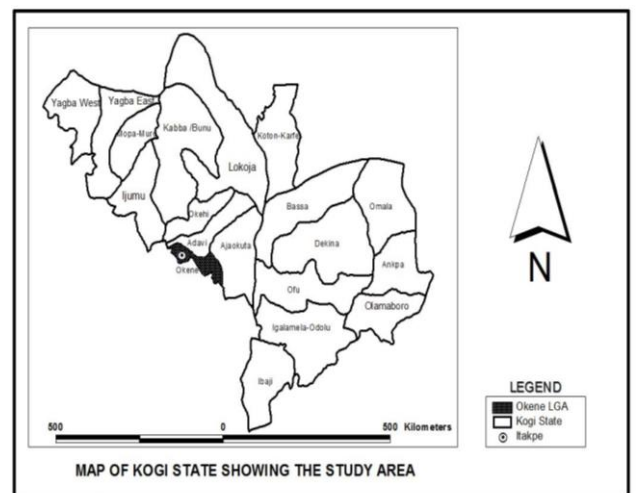 Yagba West
Yagba East
Mopa-Muro
Kabba /Bunu
Koton-Karfe
Lokoja
Ijumu
Okehi
Bassa
Omala
Adavi
Ajaokuta
Dekina
Okene
Ankpa
Ofu
Olamaboro
Igalamela-Odolu
Ibaji
N
LEGEND
Okene LGA
Kogi State
Itakpe
500 0 500 Kilometers
MAP OF KOGI STATE SHOWING THE STUDY AREA